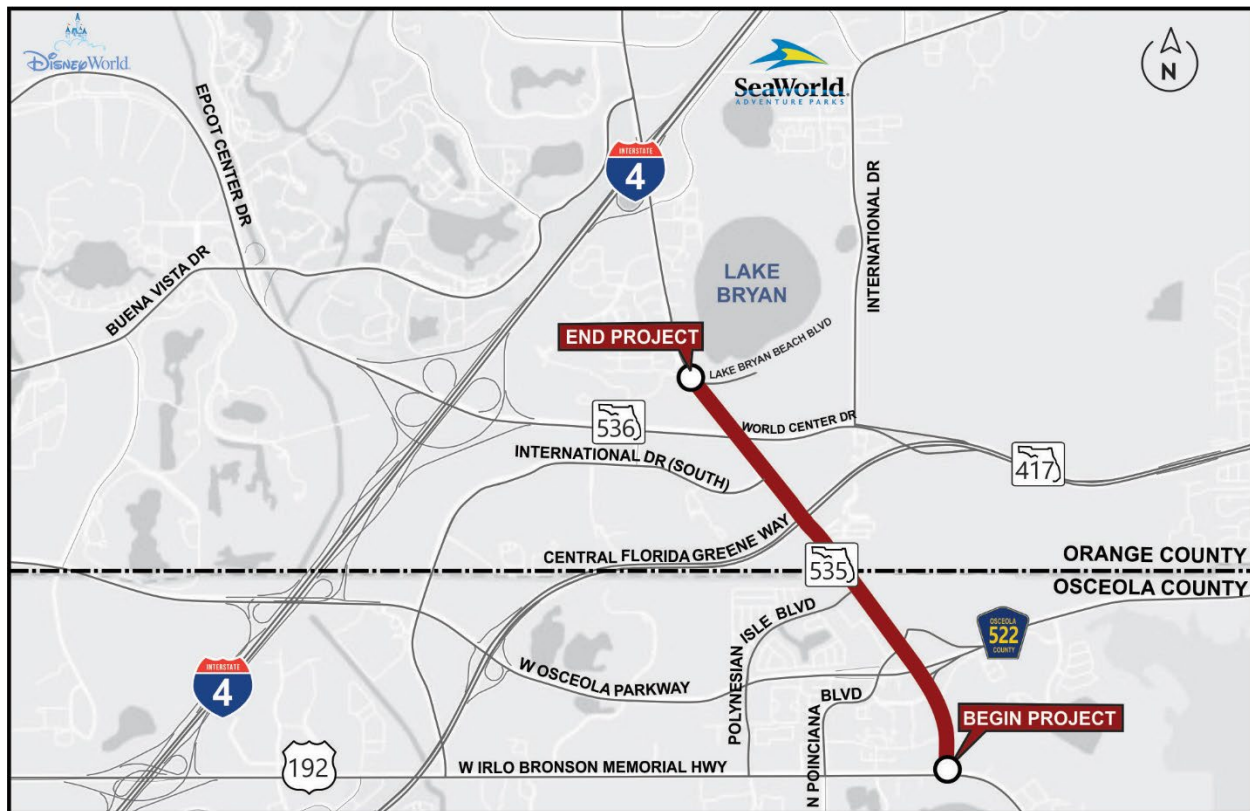 DISNEY World
N
SeaWorld
ADVENTURE PARKS
EPCOT CENTER DR
INTERSTATE
4
INTERNATIONAL DR
BUENA VISTA DR
LAKE
BRYAN
END PROJECT
LAKE BRYAN BEACH BLVD
536
WORLD CENTER DR
INTERNATIONAL DR (SOUTH)
417
CENTRAL FLORIDA GREENE WAY
535
ORANGE COUNTY
OSCEOLA COUNTY
POLYNESIAN ISLE BLVD
OSCEOLA
522
COUNTY
INTERSTATE
4
W OSCEOLA PARKWAY
N POINCIANA BLVD
BEGIN PROJECT
192
W IRLO BRONSON MEMORIAL HWY